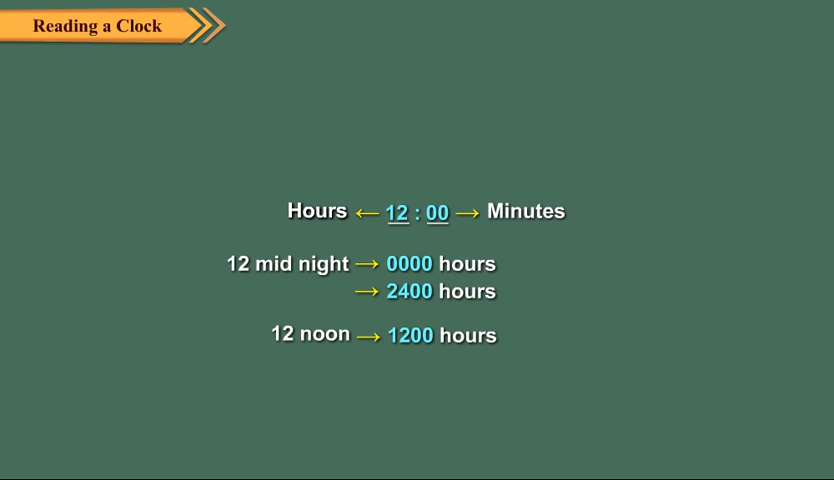 Reading a Clock
Hours ← 12 : 00 → Minutes
12 mid night → 0000 hours
→ 2400 hours
12 noon → 1200 hours